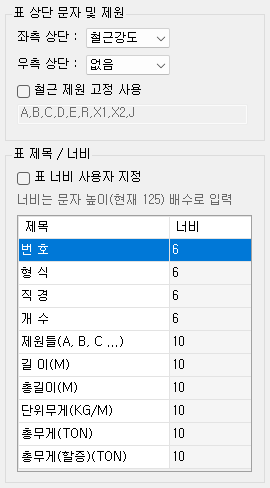 표 상단 문자 및 제원
좌측 상단 : 철근강도
우측 상단 : 없음
철근 제원 고정 사용
A,B,C,D,E,R,X1,X2,J
표 제목 / 너비
표 너비 사용자 지정
너비는 문자 높이(현재 125) 배수로 입력
제목 너비
번 호 6
형 식 6
직 경 6
개 수 6
제원들(A, B, C ...) 10
길 이(M) 10
총길이(M) 10
단위무게(KG/M) 10
총무게(TON) 10
총무게(할증)(TON) 10